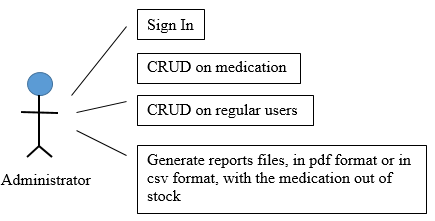 Sign In
CRUD on medication
CRUD on regular users
Generate reports files, in pdf format or in
csv format, with the medication out of
stock
Administrator